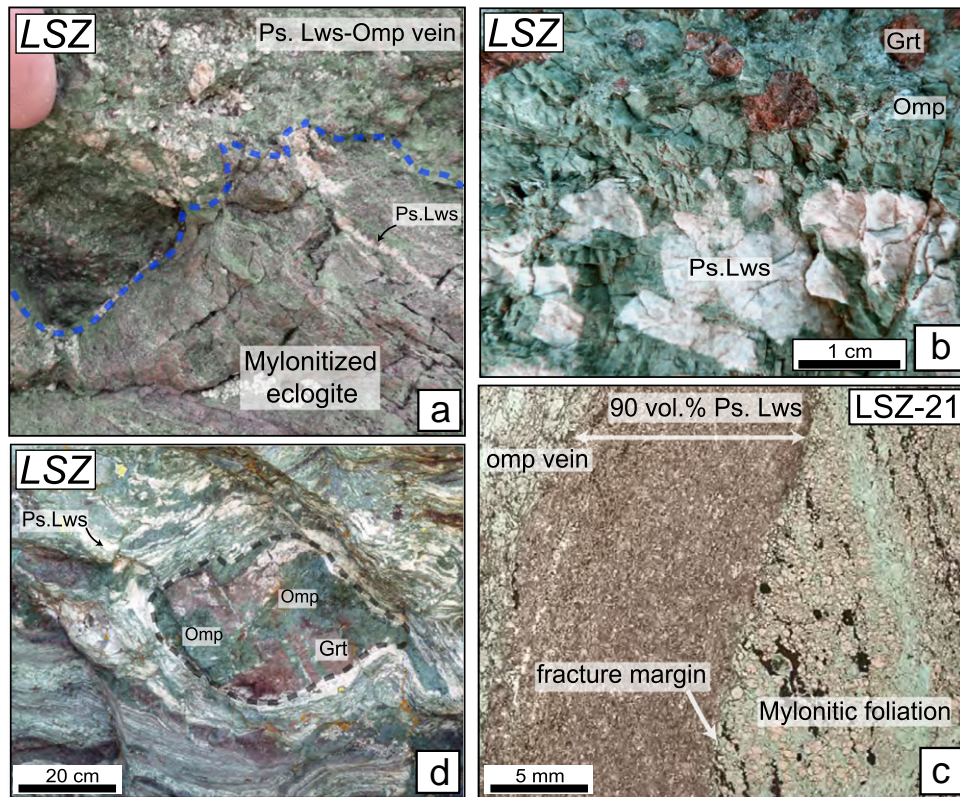 LSZ
Ps. Lws-Omp vein
Ps.Lws
Mylonitized
eclogite
a
LSZ
Grt
Omp
Ps.Lws
1 cm
b
LSZ
Ps.Lws
Omp
Omp
Grt
20 cm
d
90 vol.% Ps. Lws
LSZ-21
omp vein
fracture margin
Mylonitic foliation
5 mm
c